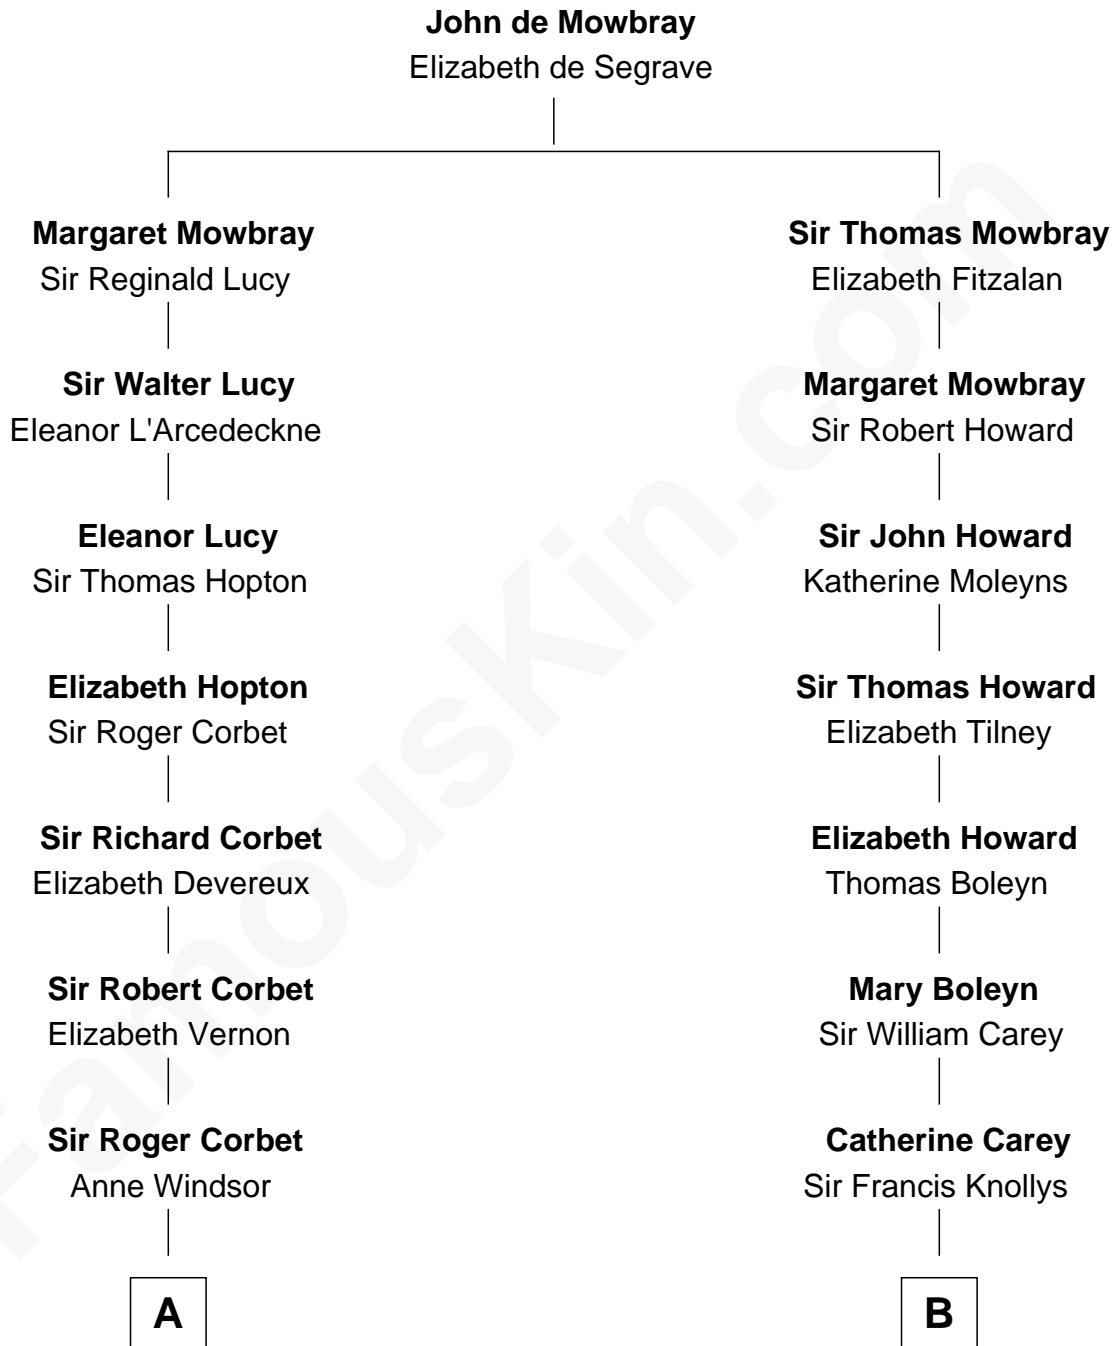 John de Mowbray
Elizabeth de Segrave
Margaret Mowbray
Sir Reginald Lucy
Sir Thomas Mowbray
Elizabeth Fitzalan
Sir Walter Lucy
Eleanor L'Arcedeckne
Margaret Mowbray
Sir Robert Howard
Eleanor Lucy
Sir Thomas Hopton
Sir John Howard
Katherine Moleyns
Elizabeth Hopton
Sir Roger Corbet
Sir Thomas Howard
Elizabeth Tilney
Sir Richard Corbet
Elizabeth Devereux
Elizabeth Howard
Thomas Boleyn
Sir Robert Corbet
Elizabeth Vernon
Mary Boleyn
Sir William Carey
Sir Roger Corbet
Anne Windsor
Catherine Carey
Sir Francis Knollys
A
B
FamousKin.com